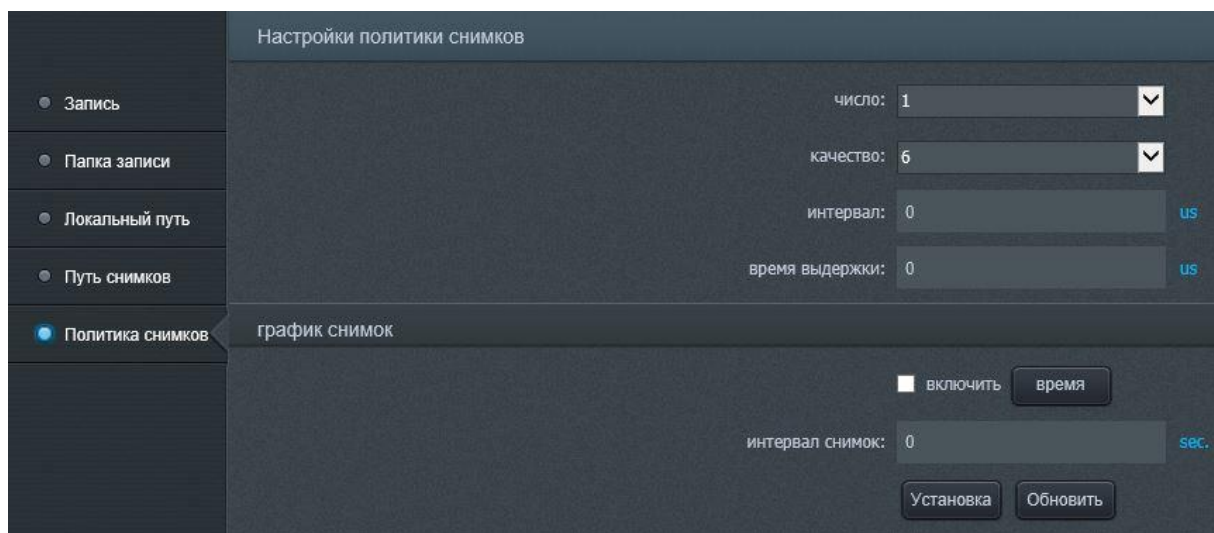 Настройки политики снимков
Запись
Папка записи
Локальный путь
Путь снимков
Политика снимков
число: 1
качество: 6
интервал: 0 us
время выдержки: 0 us
график снимок
включить время
интервал снимок: 0 sec.
Установка Обновить